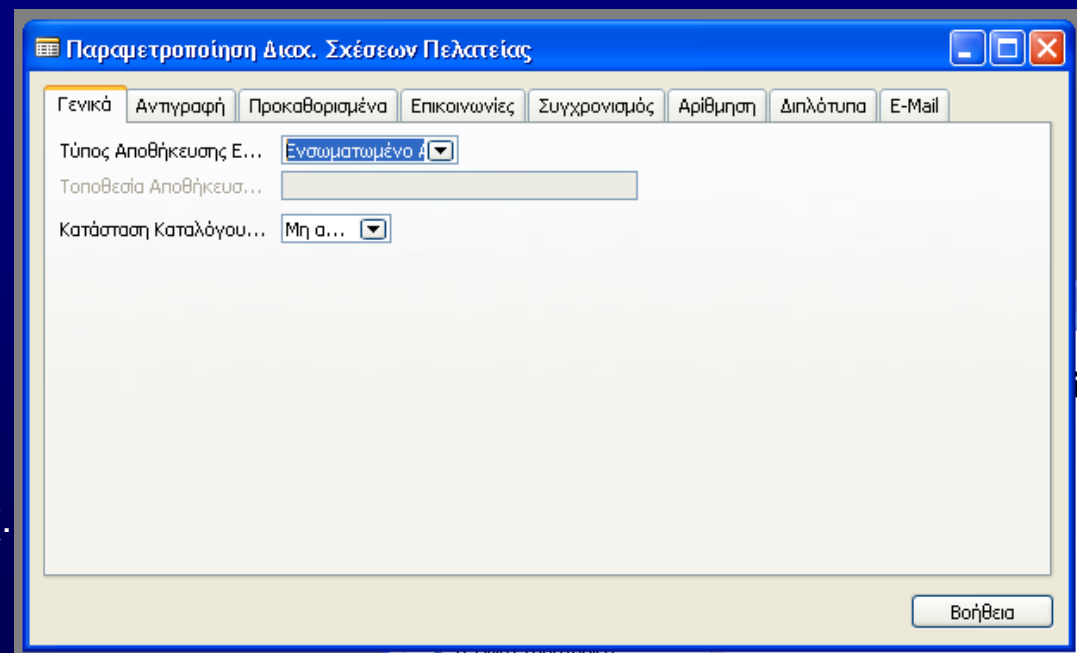 Παραμετροποίηση Διαχ. Σχέσεων Πελατείας
Γενικά Αντιγραφή Προκαθορισμένα Επικοινωνίες Συγχρονισμός Αρίθμηση Διπλότυπα E-Mail
Τύπος Αποθήκευσης Ε... Ενσωματωμένο Α
Τοποθεσία Αποθήκευσ...
Κατάσταση Καταλόγου... Μη α...
Βοήθεια